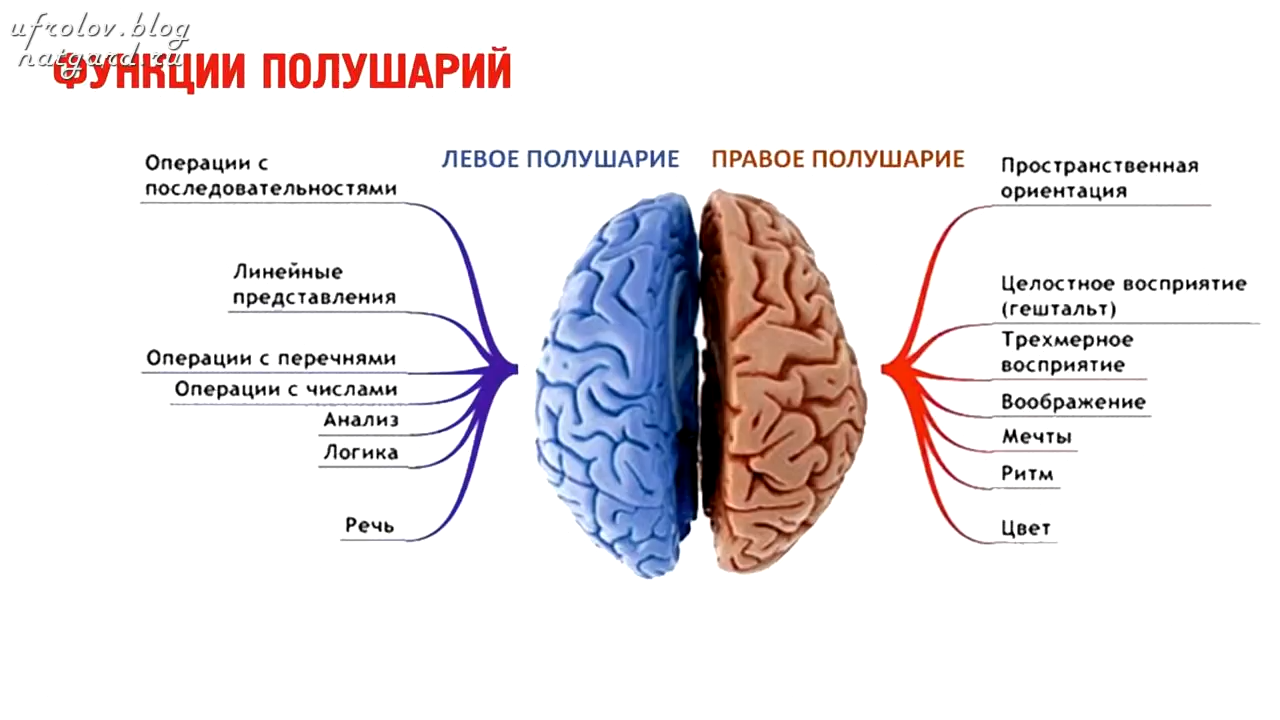 ufrolov.blog
natgard.ru
ФУНКЦИИ ПОЛУШАРИЙ
ЛЕВОЕ ПОЛУШАРИЕ
Операции с
последовательностями
Линейные
представления
Операции с перечнями
Операции с числами
Анализ
Логика
Речь
ПРАВОЕ ПОЛУШАРИЕ
Пространственная
ориентация
Целостное восприятие
(гештальт)
Трехмерное
восприятие
Воображение
Мечты
Ритм
Цвет